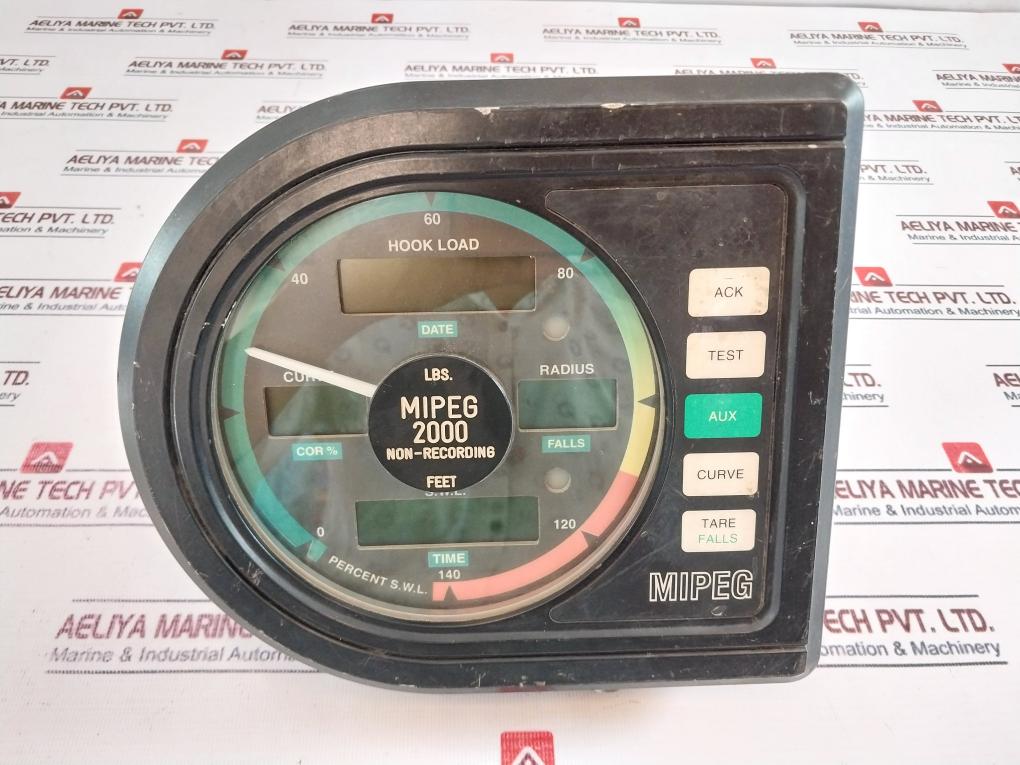 AELIYA MARINE TECH PVT. LTD.
Marine & Industrial Automation & Machinery
60
HOOK LOAD
40
80
DATE
LBS.
RADIUS
MIPEG
2000
NON-RECORDING
COR %
FALLS
FEET
S.W.L.
0
120
TIME
PERCENT S.W.L.
140
ACK
TEST
AUX
CURVE
TARE
FALLS
MIPEG